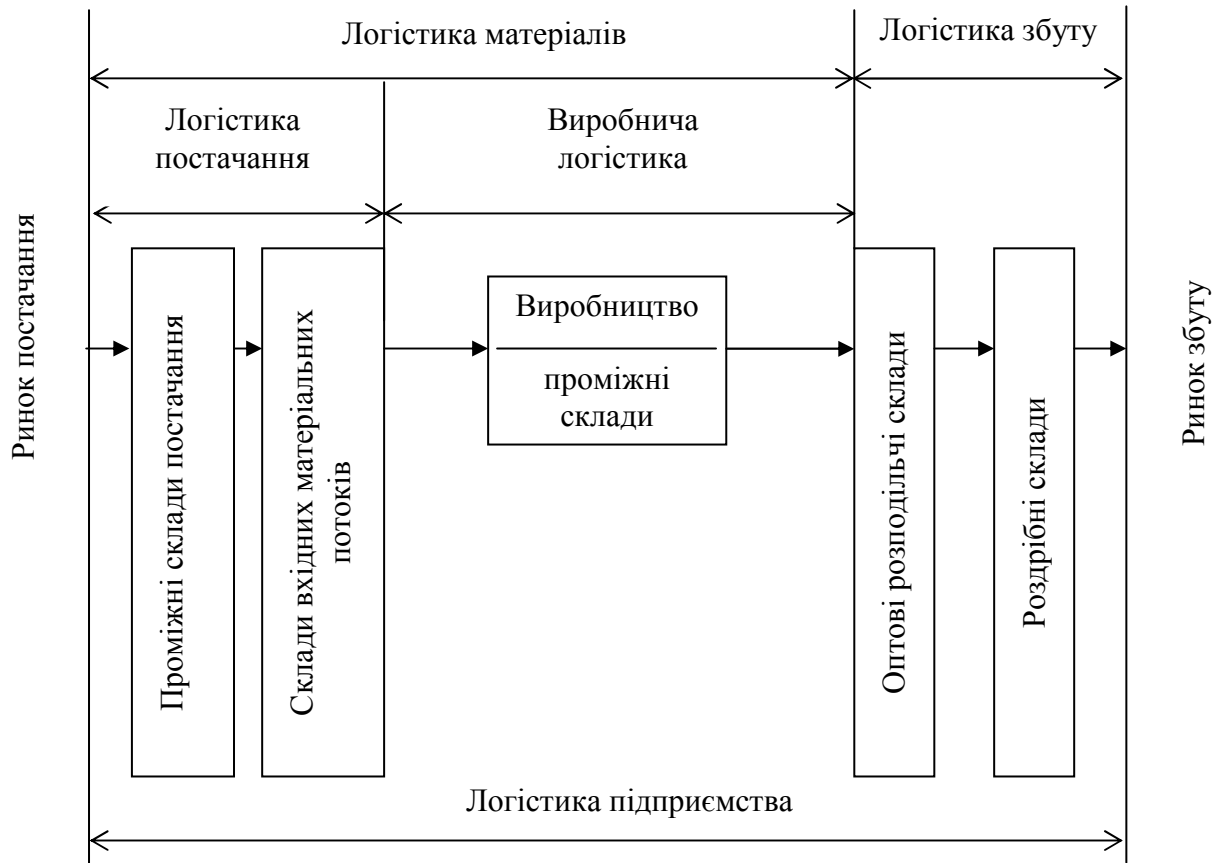 Логістика матеріалів
Логістика збуту
Логістика
постачання
Виробнича
логістика
Ринок постачання
Проміжні склади постачання
Склади вхідних матеріальних
потоків
Виробництво
проміжні
склади
Оптові розподільчі склади
Роздрібні склади
Ринок збуту
Логістика підприємства